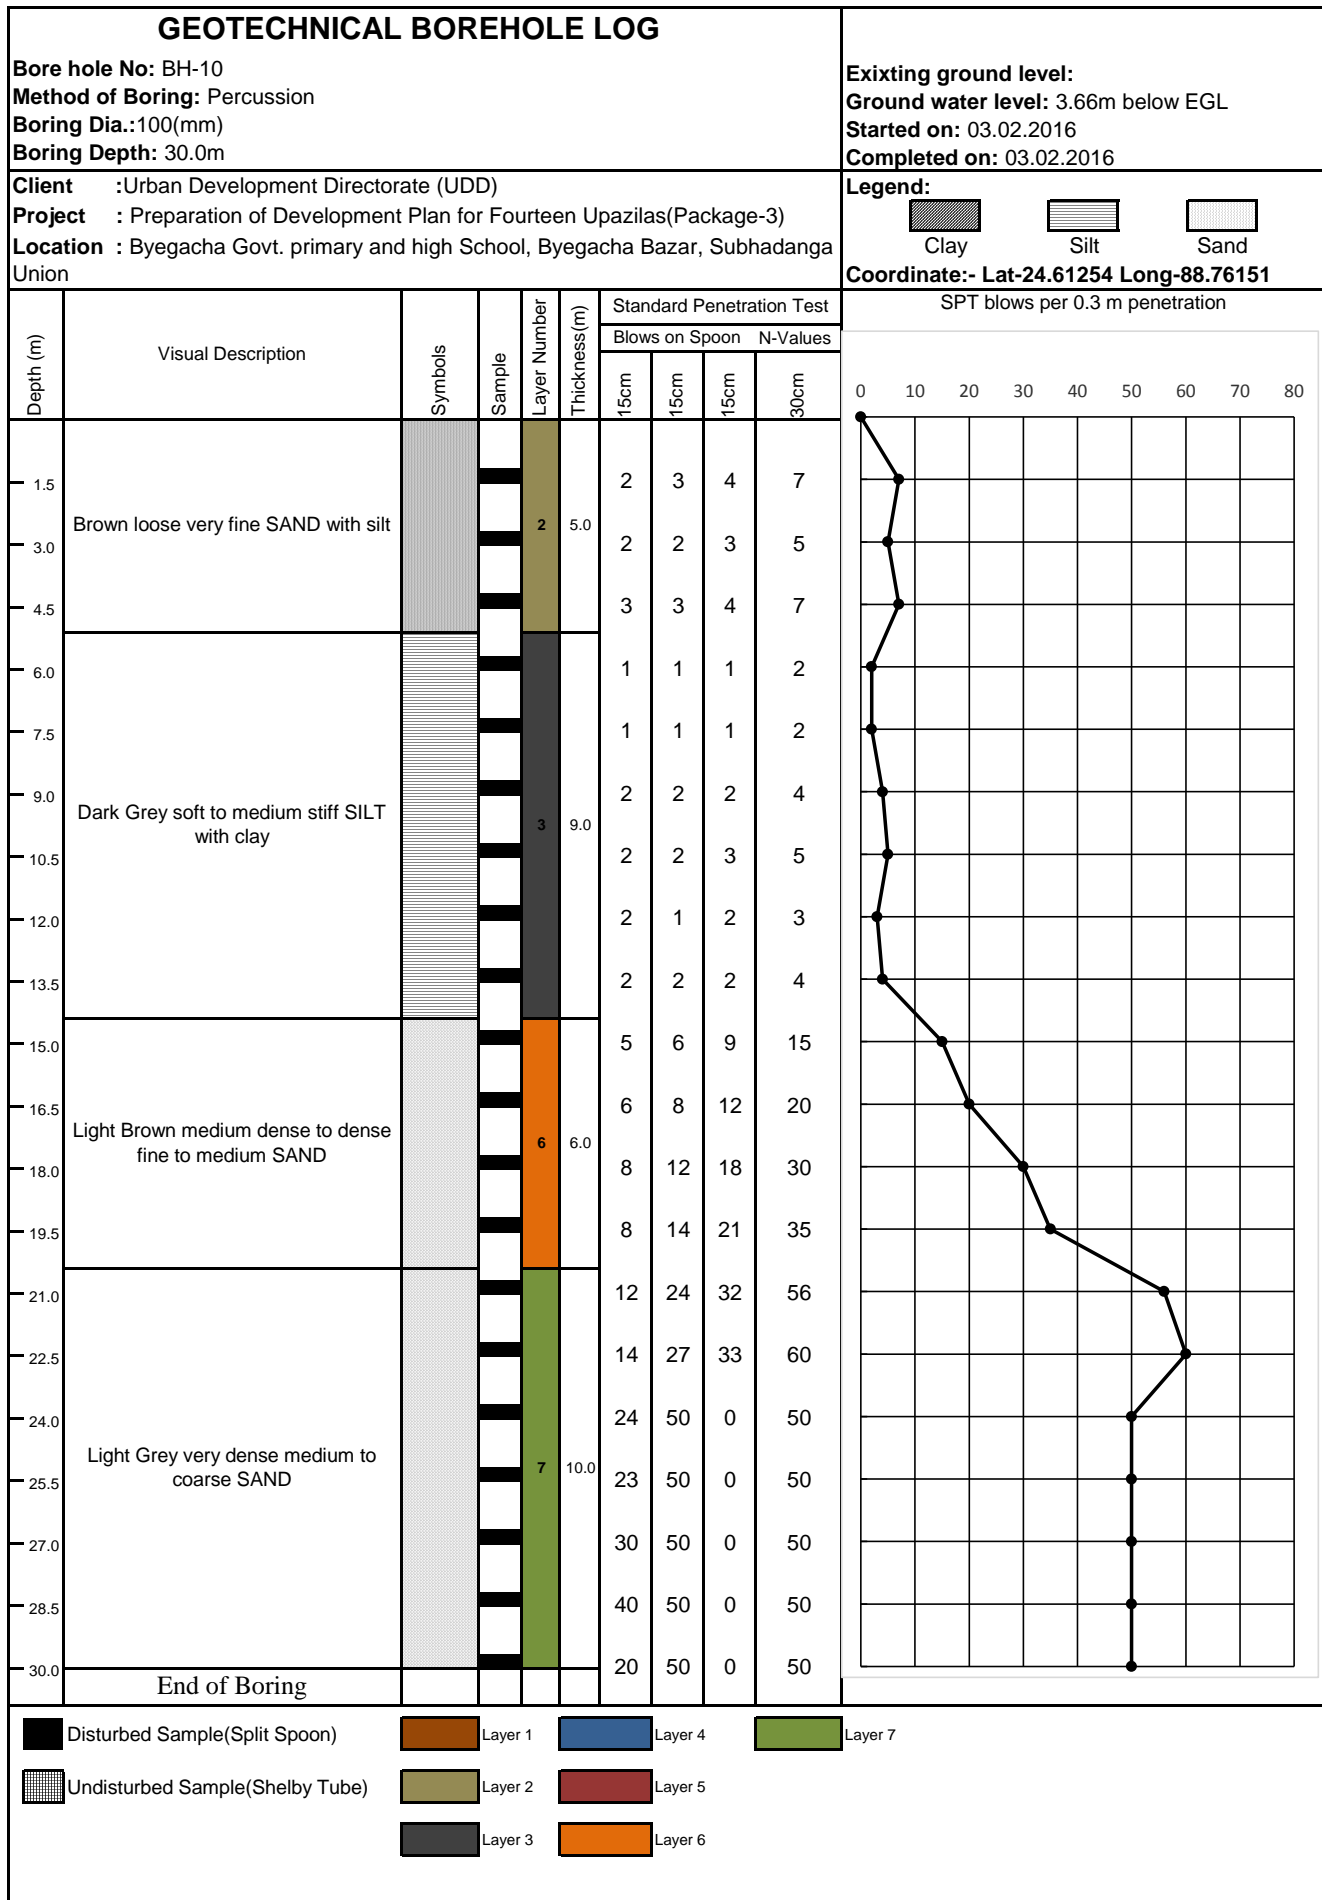 GEOTECHNICAL BOREHOLE LOG
Bore hole No: BH-10
Method of Boring: Percussion
Boring Dia.:100(mm)
Boring Depth: 30.0m
Exixting ground level:
Ground water level: 3.66m below EGL
Started on: 03.02.2016
Completed on: 03.02.2016
Client :Urban Development Directorate (UDD)
Project : Preparation of Development Plan for Fourteen Upazilas(Package-3)
Location : Byegacha Govt. primary and high School, Byegacha Bazar, Subhadanga
Union
Legend:
Clay Silt Sand
Coordinate:- Lat-24.61254 Long-88.76151
Depth (m)
Visual Description
Symbols
Sample
Layer Number
Thickness(m)
Standard Penetration Test
Blows on Spoon N-Values
15cm 15cm 15cm 30cm
SPT blows per 0.3 m penetration
0 10 20 30 40 50 60 70 80
1.5 2 3 4 7
Brown loose very fine SAND with silt 2 5.0
3.0 2 2 3 5
4.5 3 3 4 7
6.0 1 1 1 2
7.5 1 1 1 2
9.0 2 2 2 4
Dark Grey soft to medium stiff SILT
with clay
3 9.0
10.5 2 2 3 5
12.0 2 1 2 3
13.5 2 2 2 4
15.0 5 6 9 15
16.5 6 8 12 20
Light Brown medium dense to dense
fine to medium SAND
6 6.0
18.0 8 12 18 30
19.5 8 14 21 35
21.0 12 24 32 56
22.5 14 27 33 60
24.0 24 50 0 50
Light Grey very dense medium to
coarse SAND
7 10.0
25.5 23 50 0 50
27.0 30 50 0 50
28.5 40 50 0 50
30.0 20 50 0 50
End of Boring
Disturbed Sample(Split Spoon) Layer 1 Layer 4 Layer 7
Undisturbed Sample(Shelby Tube) Layer 2 Layer 5
Layer 3 Layer 6